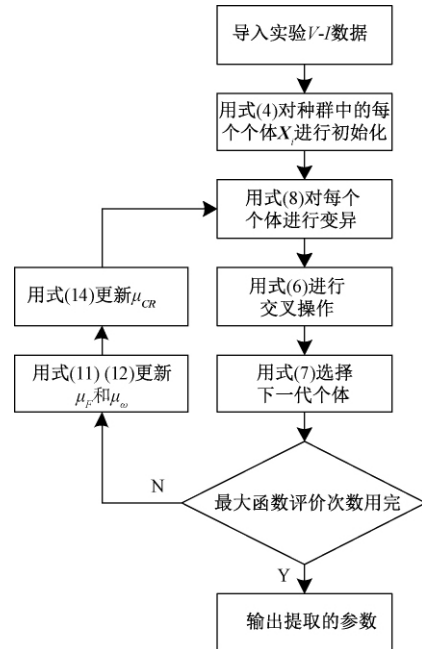 导入实验V-I数据
用式(4)对种群中的每
个个体Xi进行初始化
用式(8)对每个
个体进行变异
用式(14)更新μCR
用式(6)进行
交叉操作
用式(11) (12)更新
μF和μω
用式(7)选择
下一代个体
最大函数评价次数用完
N
Y
输出提取的参数